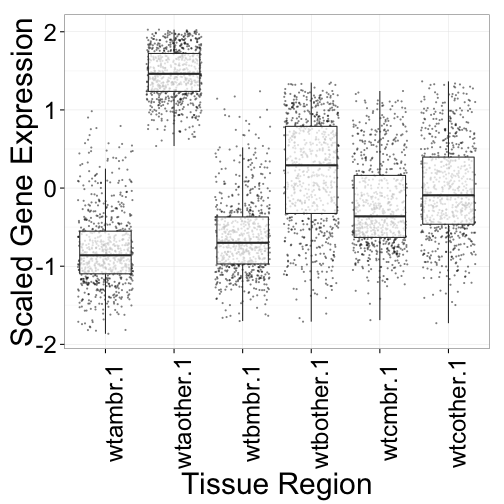 Scaled Gene Expression
2
1
0
-1
-2
wtambr.1
wtaother.1
wtbmbr.1
wtbother.1
wtcmbr.1
wtcother.1
Tissue Region